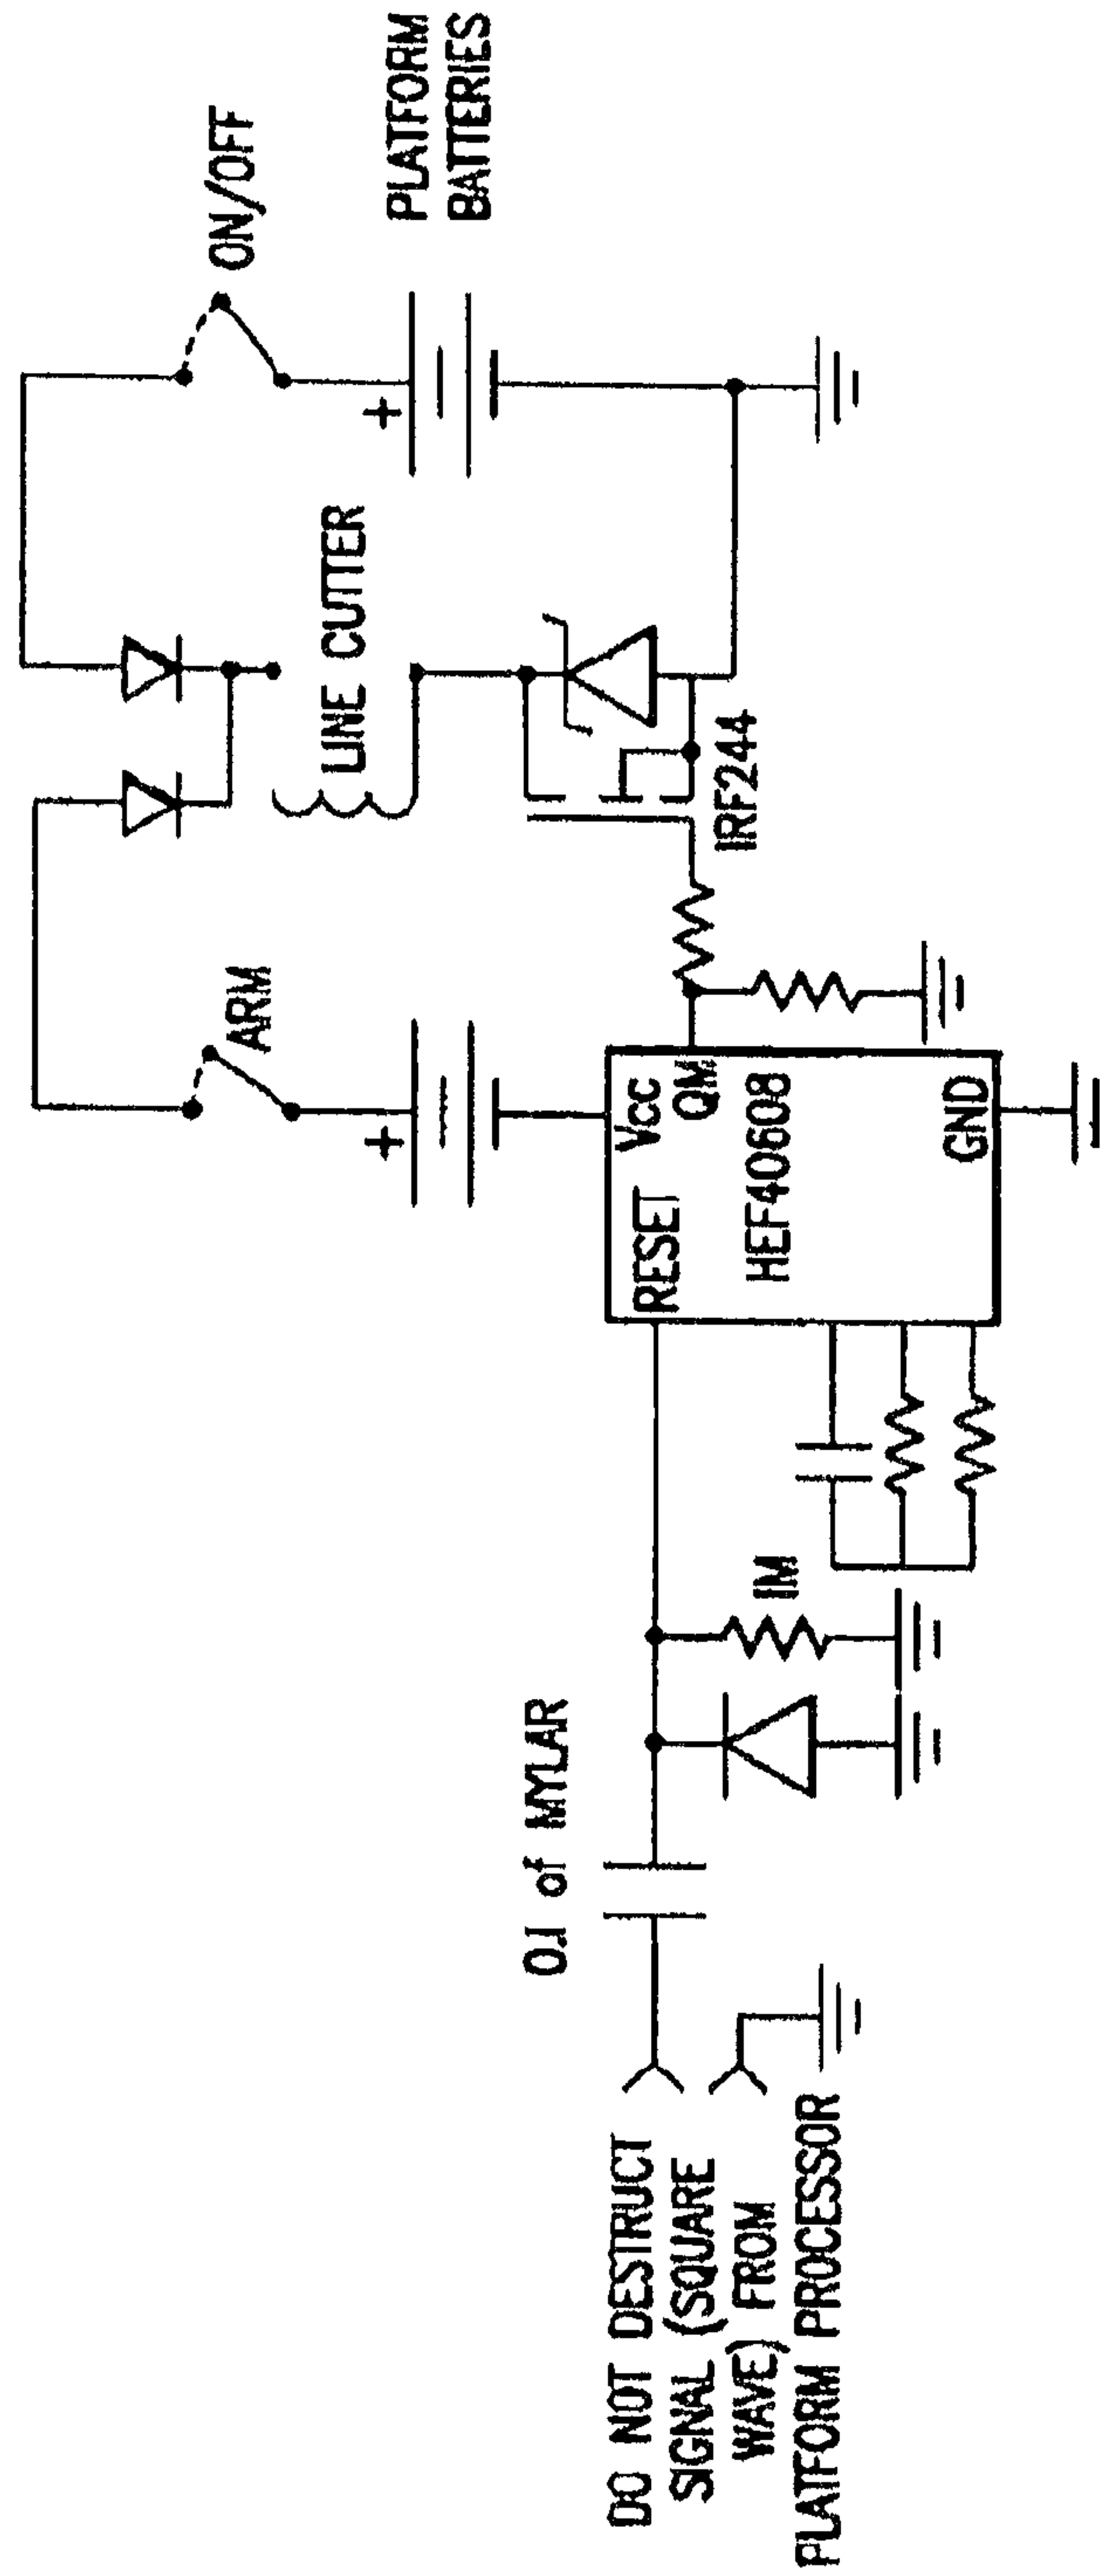 PLATFORM
BATTERIES
ON/OFF
+
LINE CUTTER
ARM
+
IRF244
VCC
QM
RESET
HEF40608
GND
1M
0.1 of MYLAR
DO NOT DESTRUCT
SIGNAL (SQUARE
WAVE) FROM
PLATFORM PROCESSOR